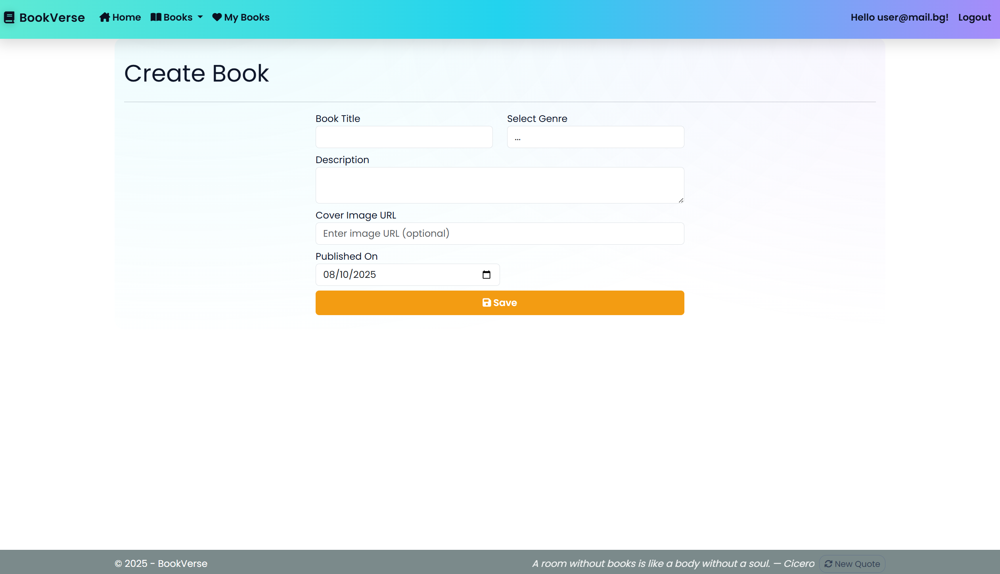 BookVerse Home Books My Books Hello user@mail.bg! Logout
Create Book
Book Title Select Genre
...
Description
Cover Image URL
Enter image URL (optional)
Published On
08/10/2025
Save
© 2025 - BookVerse A room without books is like a body without a soul. — Cicero New Quote